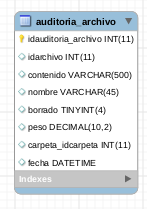 auditoria_archivo
idauditoria_archivo INT(11)
idarchivo INT(11)
contenido VARCHAR(500)
nombre VARCHAR(45)
borrado TINYINT(4)
peso DECIMAL(10,2)
carpeta_idcarpeta INT(11)
fecha DATETIME
Indexes